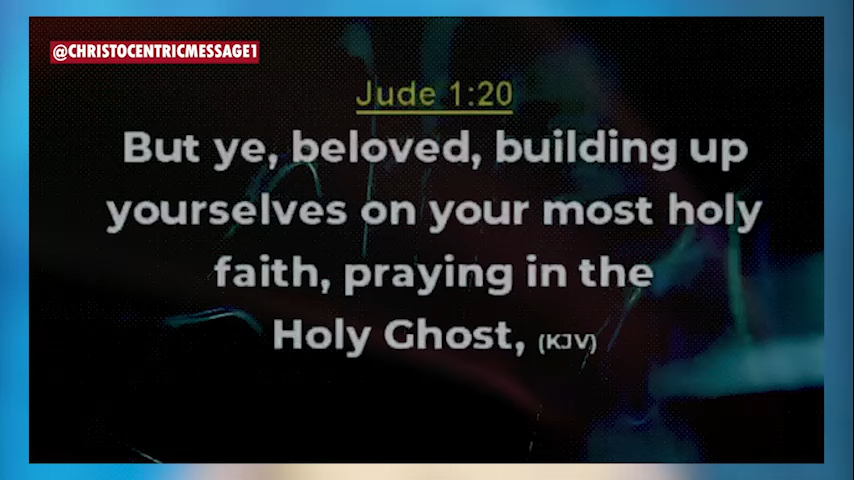 @CHRISTOCENTRICMESSAGE1
Jude 1:20
But ye, beloved, building up
yourselves on your most holy
faith, praying in the
Holy Ghost, (KJV)